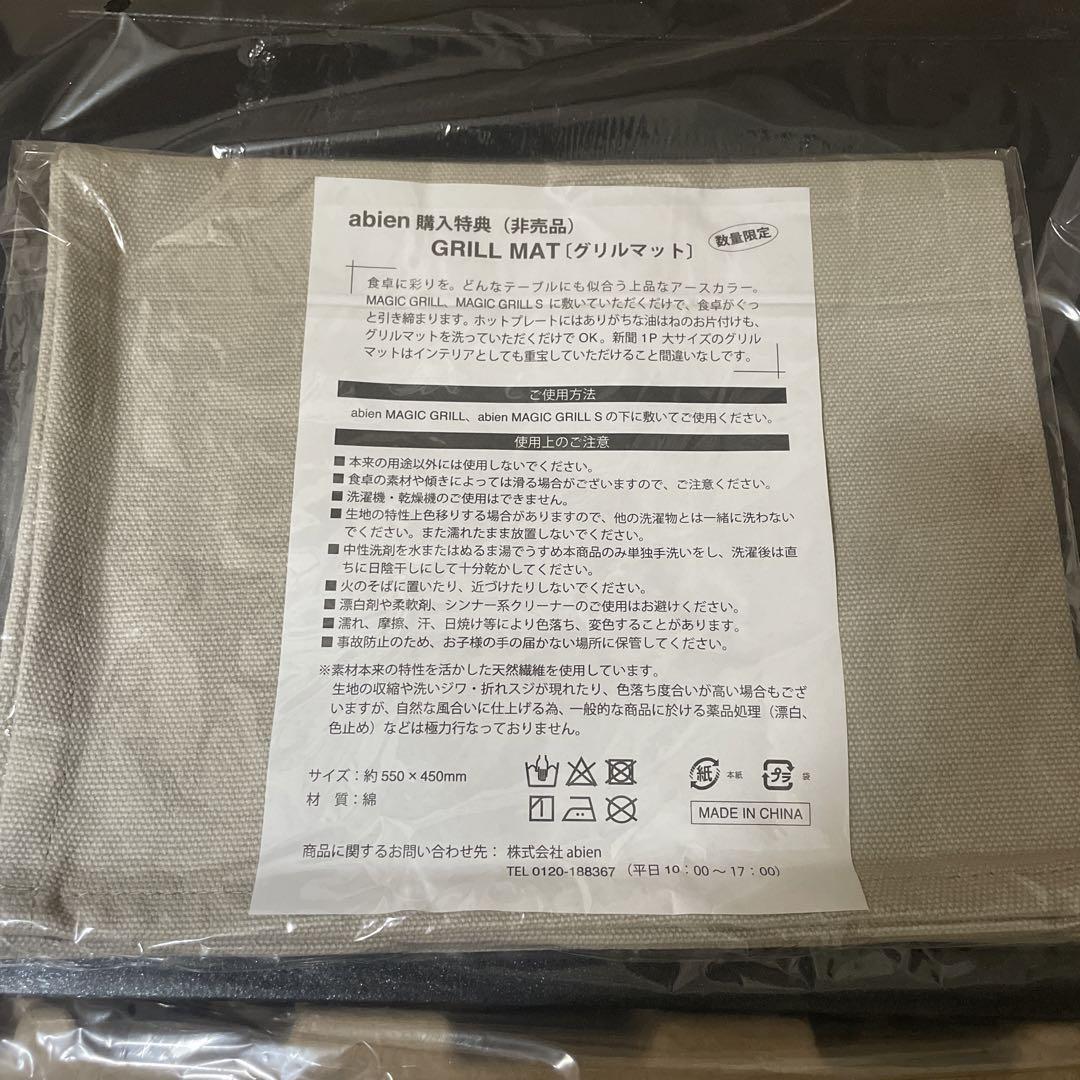 abien 購入特典（非売品）
GRILL MAT〔グリルマット〕
数量限定
食卓に彩りを。どんなテーブルにも似合う上品なアースカラー。
MAGIC GRILL、MAGIC GRILL S に敷いていただくだけで、食卓がぐっ
と引き締まります。ホットプレートにはありがちな油はねのお片付けも、
グリルマットを洗っていただくだけで OK。新聞 1P 大サイズのグリル
マットはインテリアとしても重宝していただけること間違いなしです。
ご使用方法
abien MAGIC GRILL、abien MAGIC GRILL S の下に敷いてご使用ください。
使用上のご注意
■本来の用途以外には使用しないでください。
■食卓の素材や傾きによっては滑る場合がございますので、ご注意ください。
■洗濯機・乾燥機のご使用はできません。
■生地の特性上色移りする場合がありますので、他の洗濯物とは一緒に洗わない
でください。また濡れたまま放置しないでください。
■中性洗剤を水またはぬるま湯でうすめ本商品のみ単独手洗いをし、洗濯後は直
ちに日陰干しにして十分乾かしてください。
■火のそばに置いたり、近づけたりしないでください。
■漂白剤や柔軟剤、シンナー系クリーナーのご使用はお避けください。
■濡れ、摩擦、汗、日焼け等により色落ち、変色することがあります。
■事故防止のため、お子様の手の届かない場所に保管してください。
※素材本来の特性を活かした天然繊維を使用しています。
生地の収縮や洗いジワ・折れスジが現れたり、色落ち度合いが高い場合もござ
いますが、自然な風合いに仕上げる為、一般的な商品に於ける薬品処理（漂白、
色止め）などは極力行なっておりません。
サイズ：約 550 × 450mm
材　質：綿
紙 本紙 プラ 袋
MADE IN CHINA
商品に関するお問い合わせ先： 株式会社 abien
TEL 0120-188367 （平日 10：00 〜 17：00）